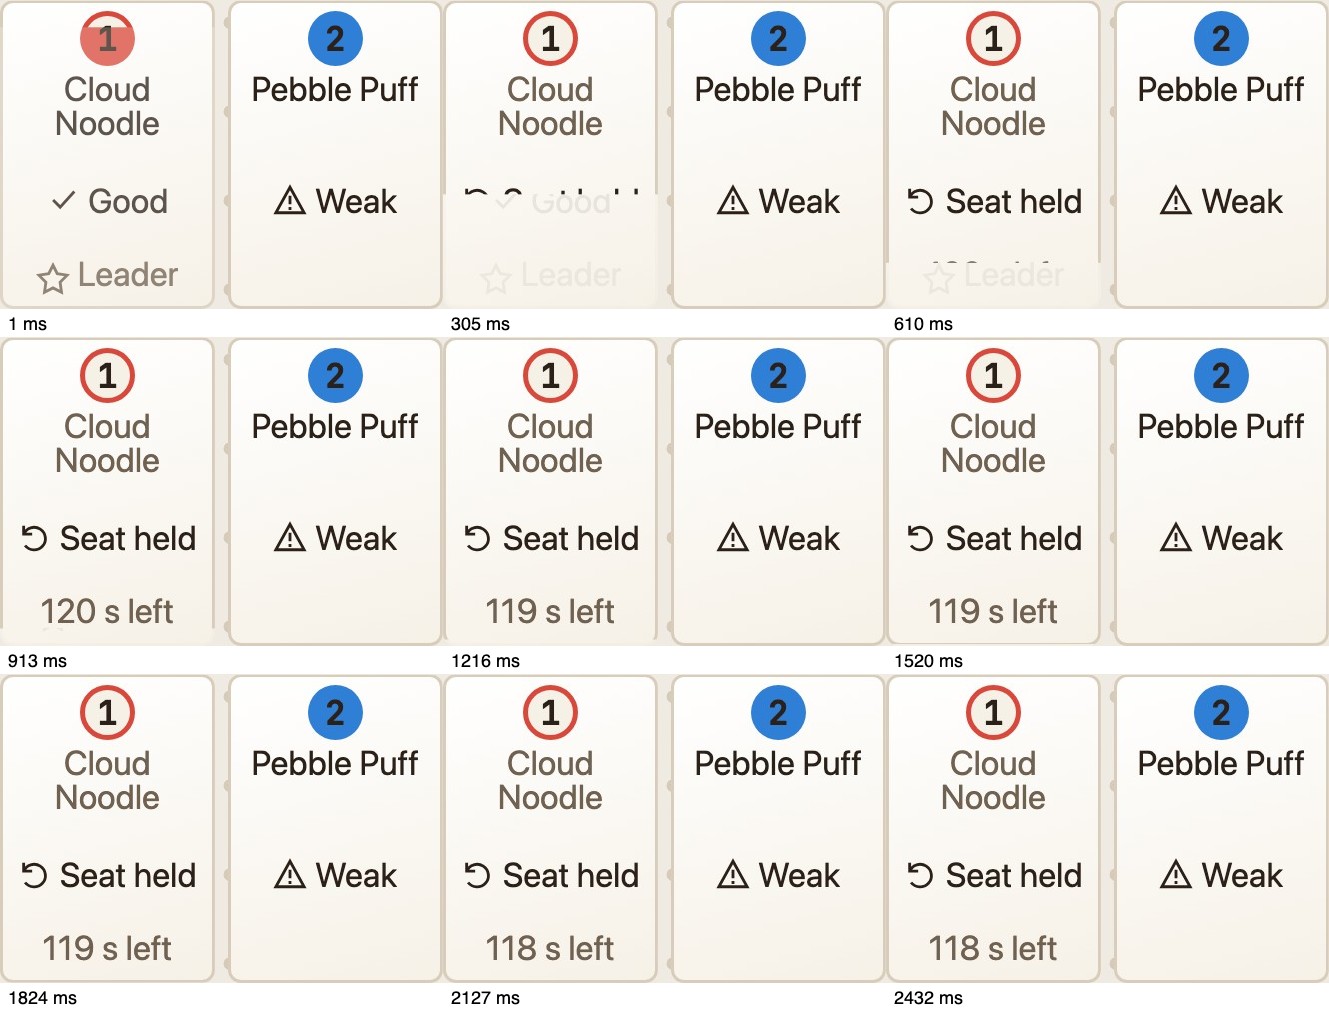 1
Cloud
Noodle
Good
Leader
2
Pebble Puff
Weak
1 ms
1
Cloud
Noodle
Seat held
Good
Leader
2
Pebble Puff
Weak
305 ms
1
Cloud
Noodle
Seat held
Leader
2
Pebble Puff
Weak
610 ms
1
Cloud
Noodle
Seat held
120 s left
2
Pebble Puff
Weak
913 ms
1
Cloud
Noodle
Seat held
119 s left
2
Pebble Puff
Weak
1216 ms
1
Cloud
Noodle
Seat held
119 s left
2
Pebble Puff
Weak
1520 ms
1
Cloud
Noodle
Seat held
119 s left
2
Pebble Puff
Weak
1824 ms
1
Cloud
Noodle
Seat held
118 s left
2
Pebble Puff
Weak
2127 ms
1
Cloud
Noodle
Seat held
118 s left
2
Pebble Puff
Weak
2432 ms